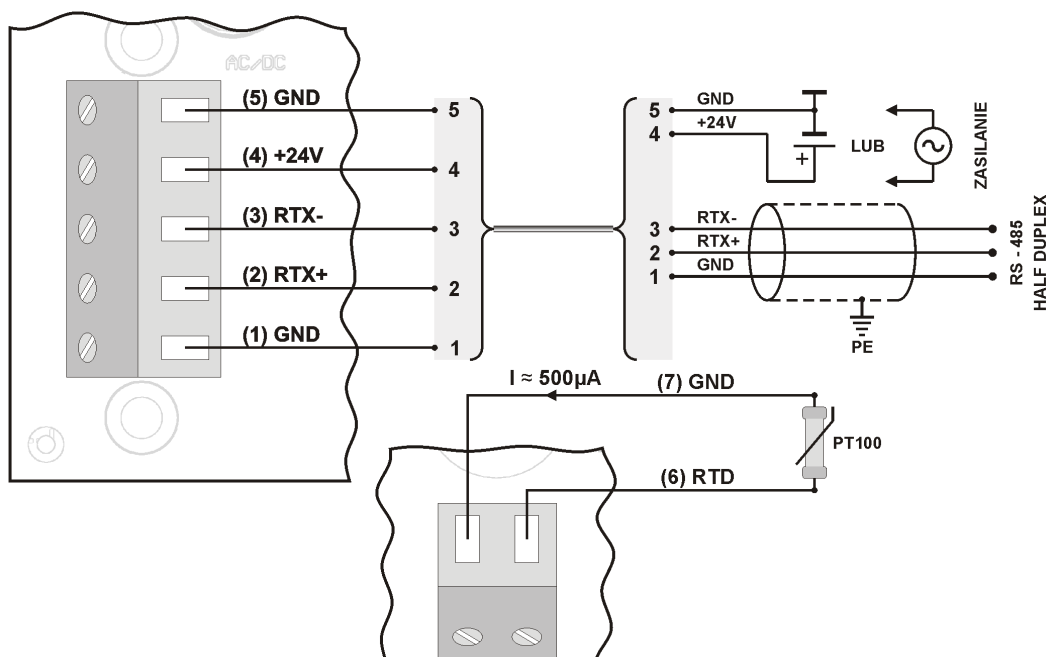 AC/DC
(5) GND
(4) +24V
(3) RTX-
(2) RTX+
(1) GND
5
4
3
2
1
5
4
3
2
1
GND
+24V
RTX-
RTX+
GND
+
LUB
ZASILANIE
RS - 485
HALF DUPLEX
PE
I ≈ 500µA
(7) GND
PT100
(6) RTD